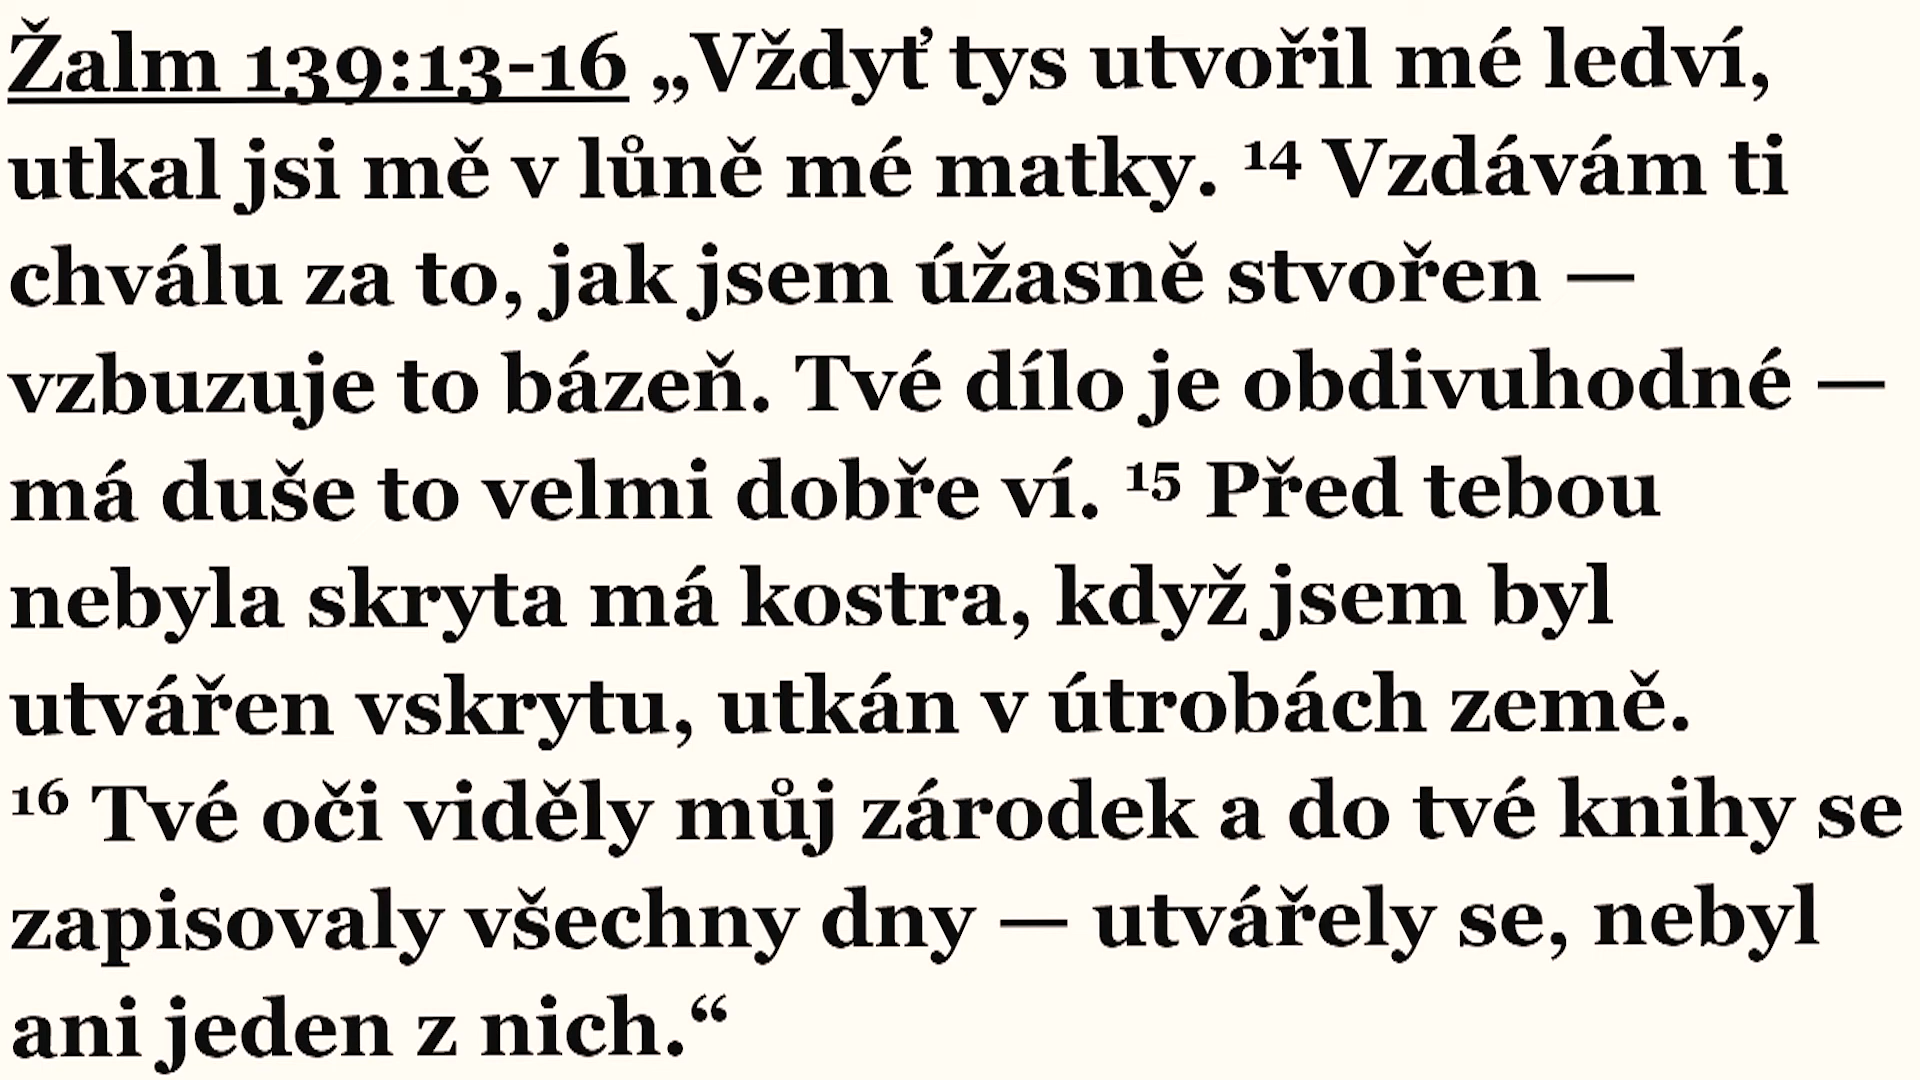 Žalm 139:13-16 „Vždyť tys utvořil mé ledví,
utkal jsi mě v lůně mé matky. ¹⁴ Vzdávám ti
chválu za to, jak jsem úžasně stvořen —
vzbuzuje to bázeň. Tvé dílo je obdivuhodné —
má duše to velmi dobře ví. ¹⁵ Před tebou
nebyla skryta má kostra, když jsem byl
utvářen vskrytu, utkán v útrobách země.
¹⁶ Tvé oči viděly můj zárodek a do tvé knihy se
zapisovaly všechny dny — utvářely se, nebyl
ani jeden z nich.“